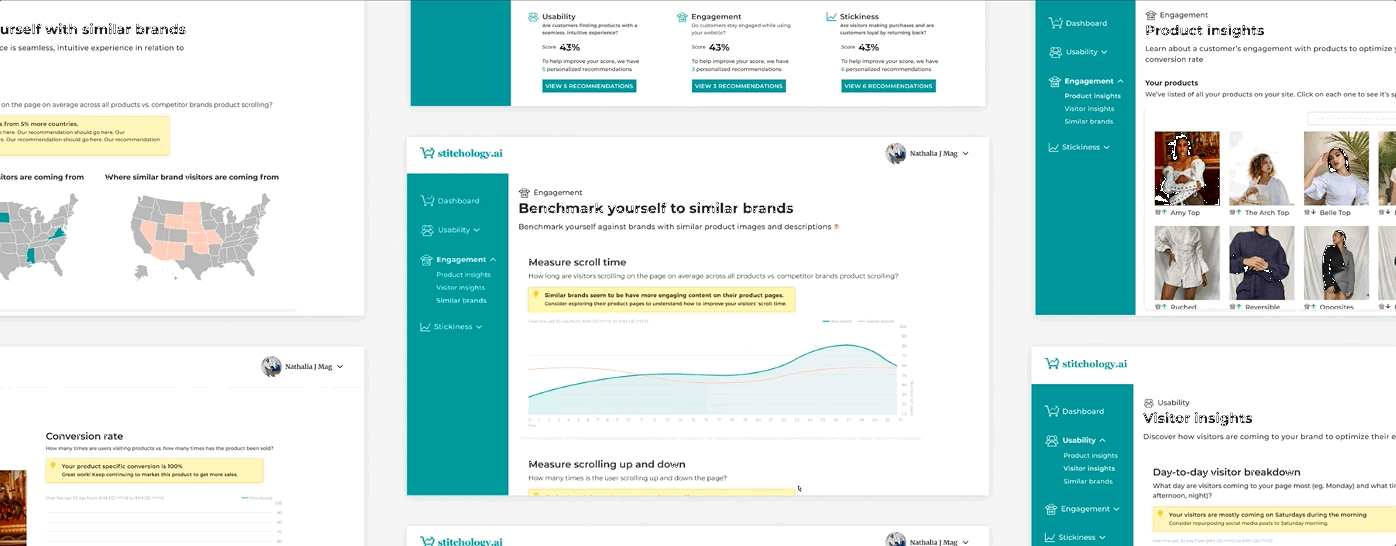 urself with similar brands
ce is seamless, intuitive experience in relation to
on the page on average across all products vs. competitor brands product scrolling?
s from 5% more countries.
o here. Our recommendation should go here. Our
re. Our recommendation should go here. Our recommendation
itors are coming from
Where similar brand visitors are coming from
Nathalia J Mag
Conversion rate
How many times are users visiting products vs. how many times has the product been sold?
Your product specific conversion is 100%
Great work! Keep continuing to market this product to get more sales.
Your brand
100
90
80
70
60
Usability
Are customers finding products with a
seamless, intuitive experience?
Score 43%
To help improve your score, we have
5 personalized recommendations
VIEW 5 RECOMMENDATIONS
Engagement
Do customers stay engaged while using
your website?
Score 43%
To help improve your score, we have
3 personalized recommendations
VIEW 3 RECOMMENDATIONS
Stickiness
Are visitors making purchases and are
customers loyal by returning back?
Score 43%
To help improve your score, we have
6 personalized recommendations
VIEW 6 RECOMMENDATIONS
stitchology.ai
Nathalia J Mag
Dashboard
Usability
Engagement
Product insights
Visitor insights
Similar brands
Stickiness
Engagement
Benchmark yourself to similar brands
Benchmark yourself against brands with similar product images and descriptions
Measure scroll time
How long are visitors scrolling on the page on average across all products vs. competitor brands product scrolling?
Similar brands seem to be have more engaging content on their product pages.
Consider exploring their product pages to understand how to improve your visitors' scroll time.
Your brand
Similar brands
Measure scrolling up and down
How many times is the user scrolling up and down the page?
stitchology.ai
Nathalia J Mag
Dashboard
Usability
Engagement
Product insights
Visitor insights
Similar brands
Stickiness
Engagement
Product insights
Learn about a customer's engagement with products to optimize y
conversion rate
Your products
We've listed of all your products on your site. Click on each one to see it's sp
Amy Top
The Arch Top
Belle Top
Ruched
Reversible
Opposites
stitchology.ai
Dashboard
Usability
Product insights
Visitor insights
Similar brands
Engagement
Stickiness
Usability
Visitor insights
Discover how visitors are coming to your brand to optimize their e
Day-to-day visitor breakdown
What day are visitors coming to your page most (eg. Monday) and what tim
afternoon, night)?
Your visitors are mostly coming on Saturdays during the morning
Consider repurposing social media posts to Saturday morning.